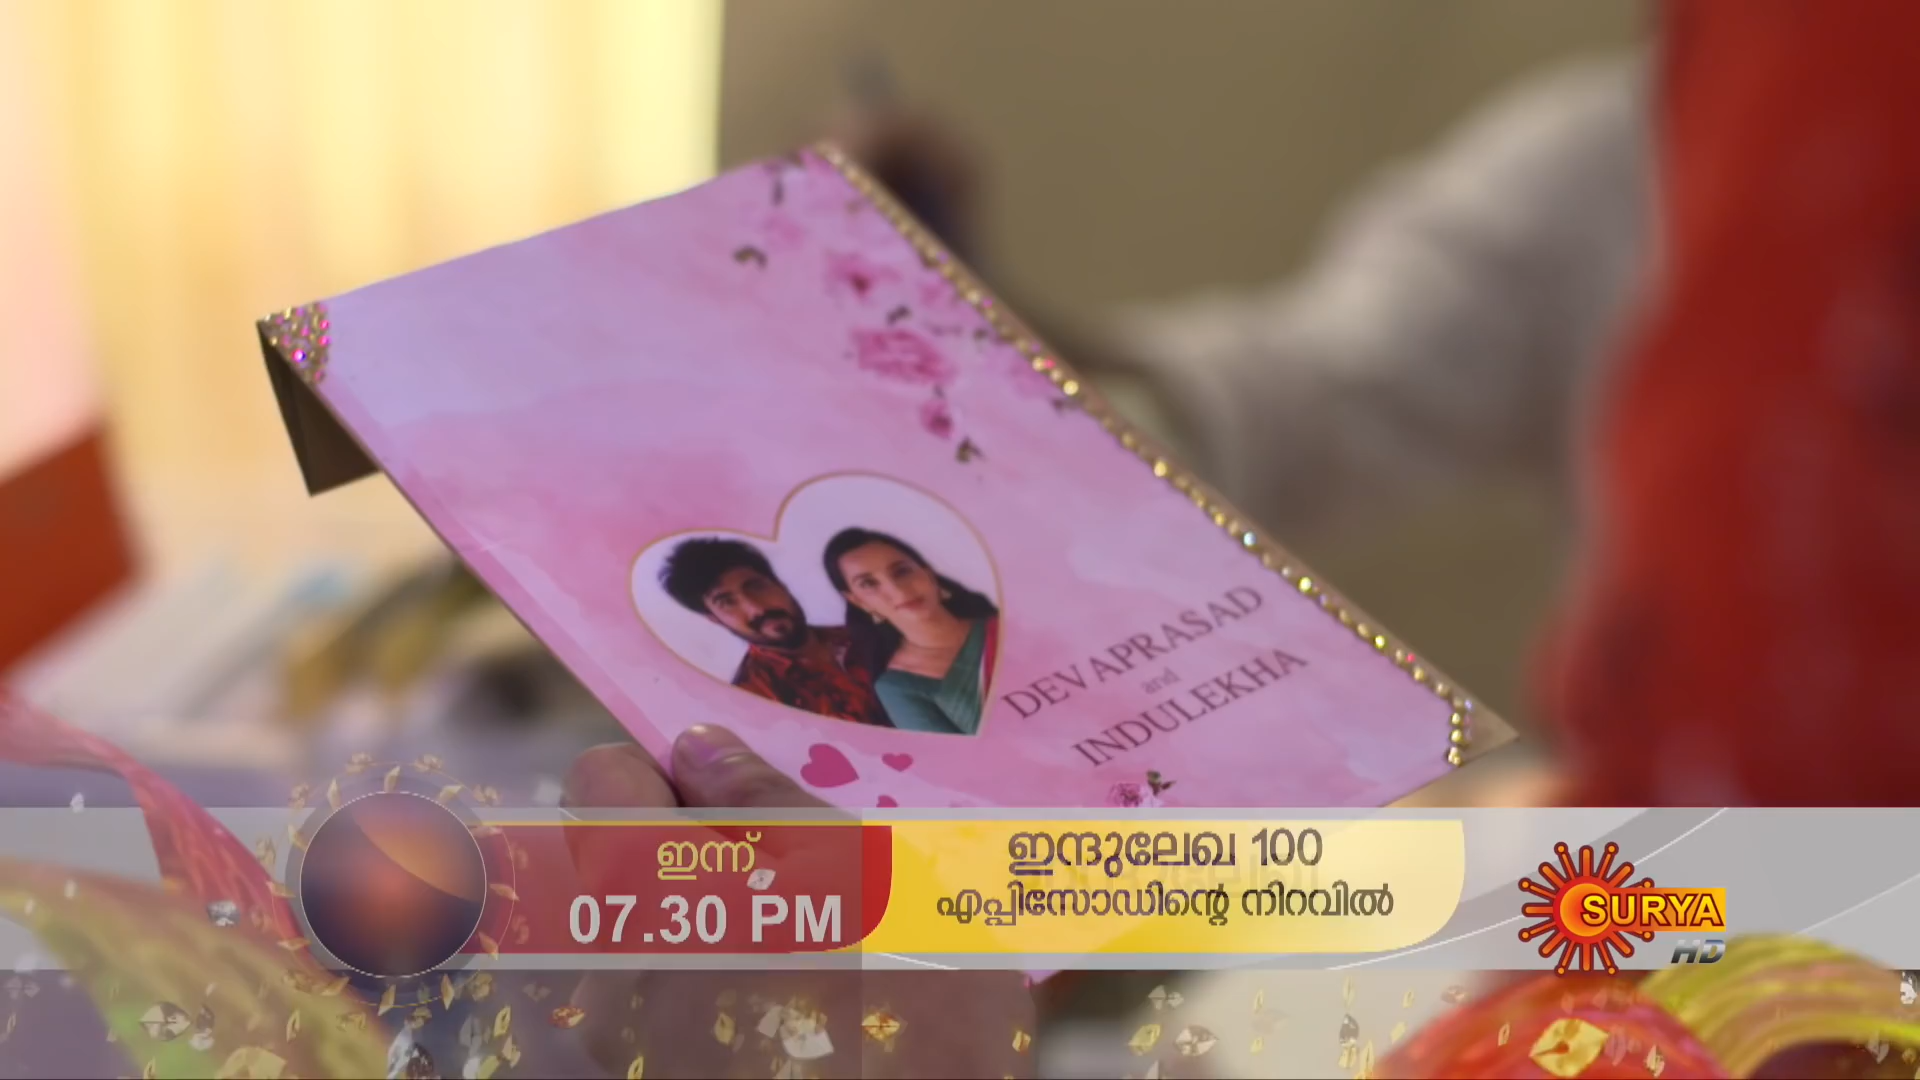 DEVAPRASAD
and
INDULEKHA
ഇന്ന്
07.30 PM
ഇന്ദുലേഖ 100
എപ്പിസോഡിന്റെ നിറവിൽ
SURYA
HD